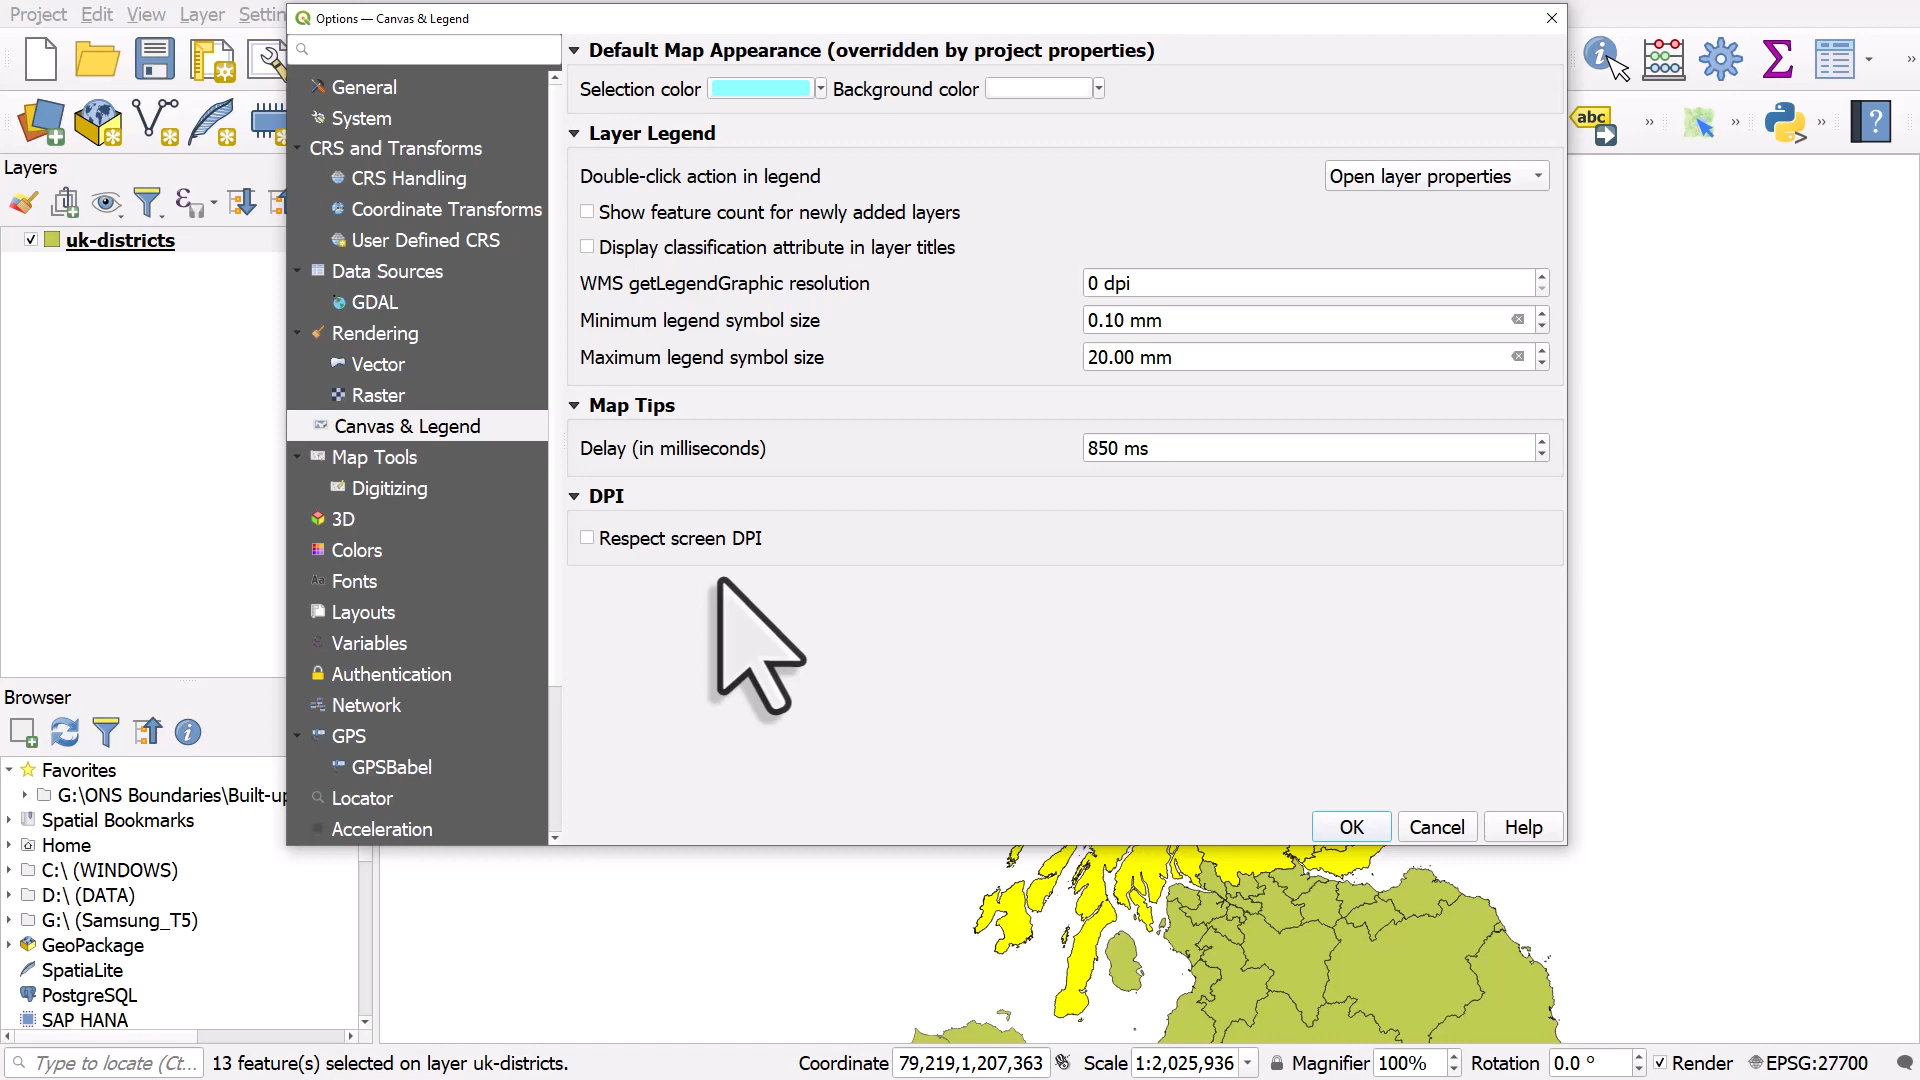 Project Edit View Layer Settin
Options — Canvas & Legend
General
System
CRS and Transforms
CRS Handling
Coordinate Transforms
User Defined CRS
Data Sources
GDAL
Rendering
Vector
Raster
Canvas & Legend
Map Tools
Digitizing
3D
Colors
Fonts
Layouts
Variables
Authentication
Network
GPS
GPSBabel
Locator
Acceleration
Default Map Appearance (overridden by project properties)
Selection color Background color
Layer Legend
Double-click action in legend Open layer properties
Show feature count for newly added layers
Display classification attribute in layer titles
WMS getLegendGraphic resolution 0 dpi
Minimum legend symbol size 0.10 mm
Maximum legend symbol size 20.00 mm
Map Tips
Delay (in milliseconds) 850 ms
DPI
Respect screen DPI
OK Cancel Help
abc
Layers
uk-districts
Browser
Favorites
G:\ONS Boundaries\Built-up
Spatial Bookmarks
Home
C:\ (WINDOWS)
D:\ (DATA)
G:\ (Samsung_T5)
GeoPackage
SpatiaLite
PostgreSQL
SAP HANA
Type to locate (Ct... 13 feature(s) selected on layer uk-districts. Coordinate 79,219,1,207,363 Scale 1:2,025,936 Magnifier 100% Rotation 0.0 ° Render EPSG:27700